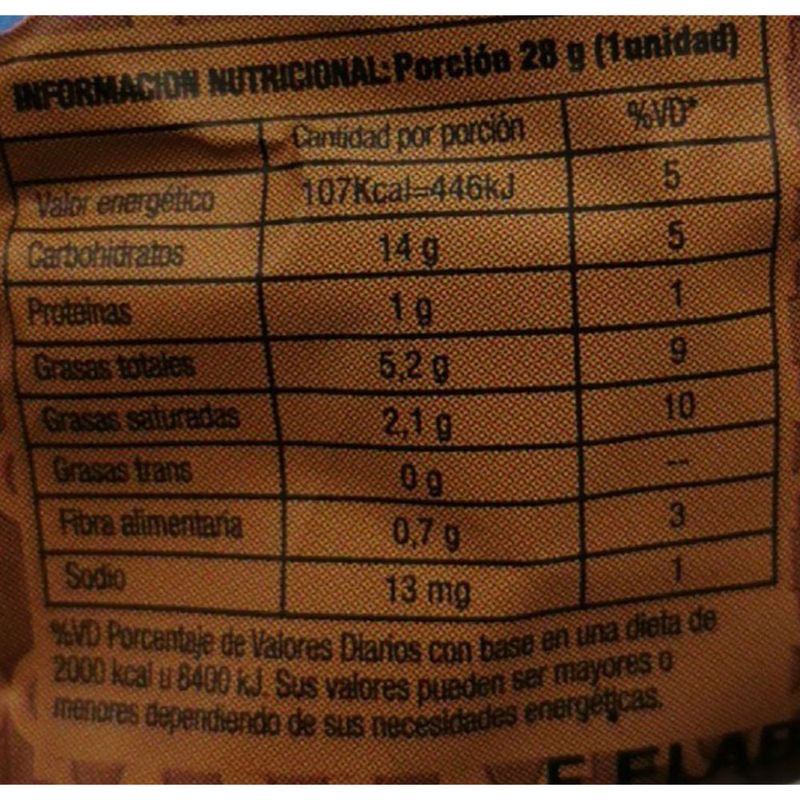 INFORMACION NUTRICIONAL: Porción 28 g (1unidad)
Cantidad por porción %VD*
Valor energético 107Kcal=446kJ 5
Carbohidratos 14 g 5
Proteinas 1 g 1
Grasas totales 5,2 g 9
Grasas saturadas 2,1 g 10
Grasas trans 0 g --
Fibra alimentaria 0,7 g 3
Sodio 13 mg 1
%VD Porcentaje de Valores Diarios con base en una dieta de
2000 kcal u 8400 kJ. Sus valores pueden ser mayores o
menores dependiendo de sus necesidades energéticas.
E ELAB